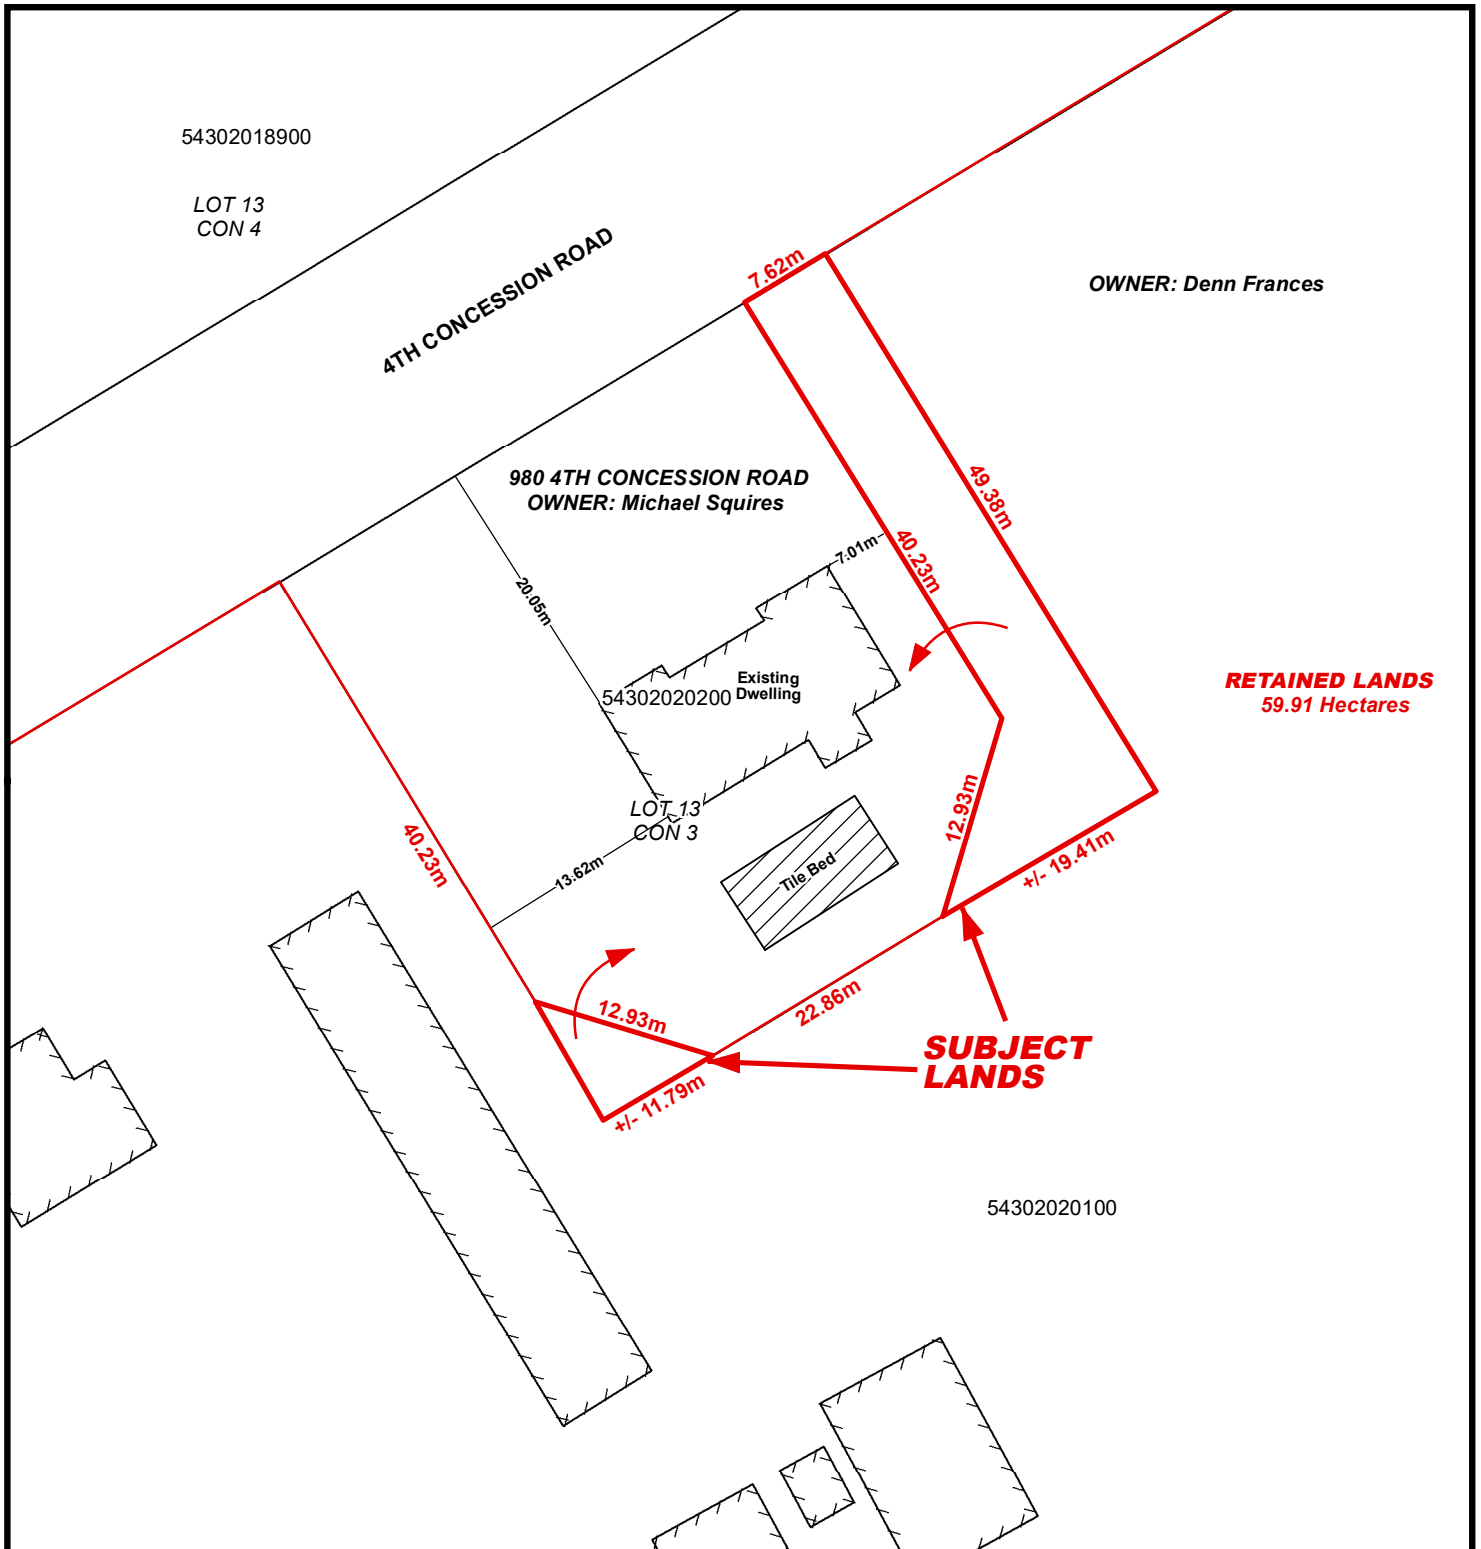 54302018900
LOT 13
CON 4
4TH CONCESSION ROAD
7.62m
OWNER: Denn Frances
980 4TH CONCESSION ROAD
OWNER: Michael Squires
49.38m
7.01m
40.23m
20.05m
54302020200
Existing
Dwelling
RETAINED LANDS
59.91 Hectares
LOT 13
CON 3
12.93m
40.23m
+/- 19.41m
13.62m
Tile Bed
12.93m
22.86m
SUBJECT
LANDS
+/- 11.79m
54302020100